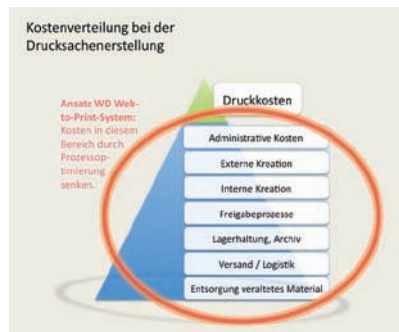 Kostenverteilung bei der
Drucksachenerstellung
Ansatz WD Web-
to-Print-System:
Kosten in diesem
Bereich durch
Prozessop-
timierung
senken.
Druckkosten
Administrative Kosten
Externe Kreation
Interne Kreation
Freigabeprozesse
Lagerhaltung, Archiv
Versand / Logistik
Entsorgung veraltetes Material